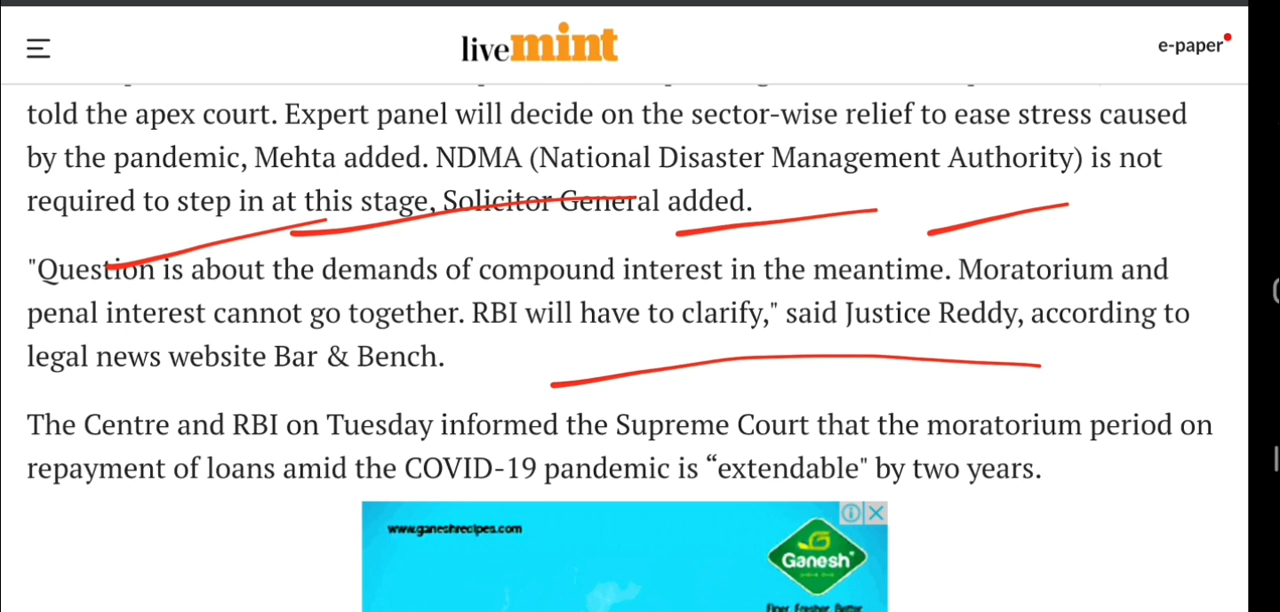 livemint
e-paper
told the apex court. Expert panel will decide on the sector-wise relief to ease stress caused
by the pandemic, Mehta added. NDMA (National Disaster Management Authority) is not
required to step in at this stage, Solicitor General added.
"Question is about the demands of compound interest in the meantime. Moratorium and
penal interest cannot go together. RBI will have to clarify," said Justice Reddy, according to
legal news website Bar & Bench.
The Centre and RBI on Tuesday informed the Supreme Court that the moratorium period on
repayment of loans amid the COVID-19 pandemic is “extendable" by two years.
www.ganeshrecipes.com
Ganesh